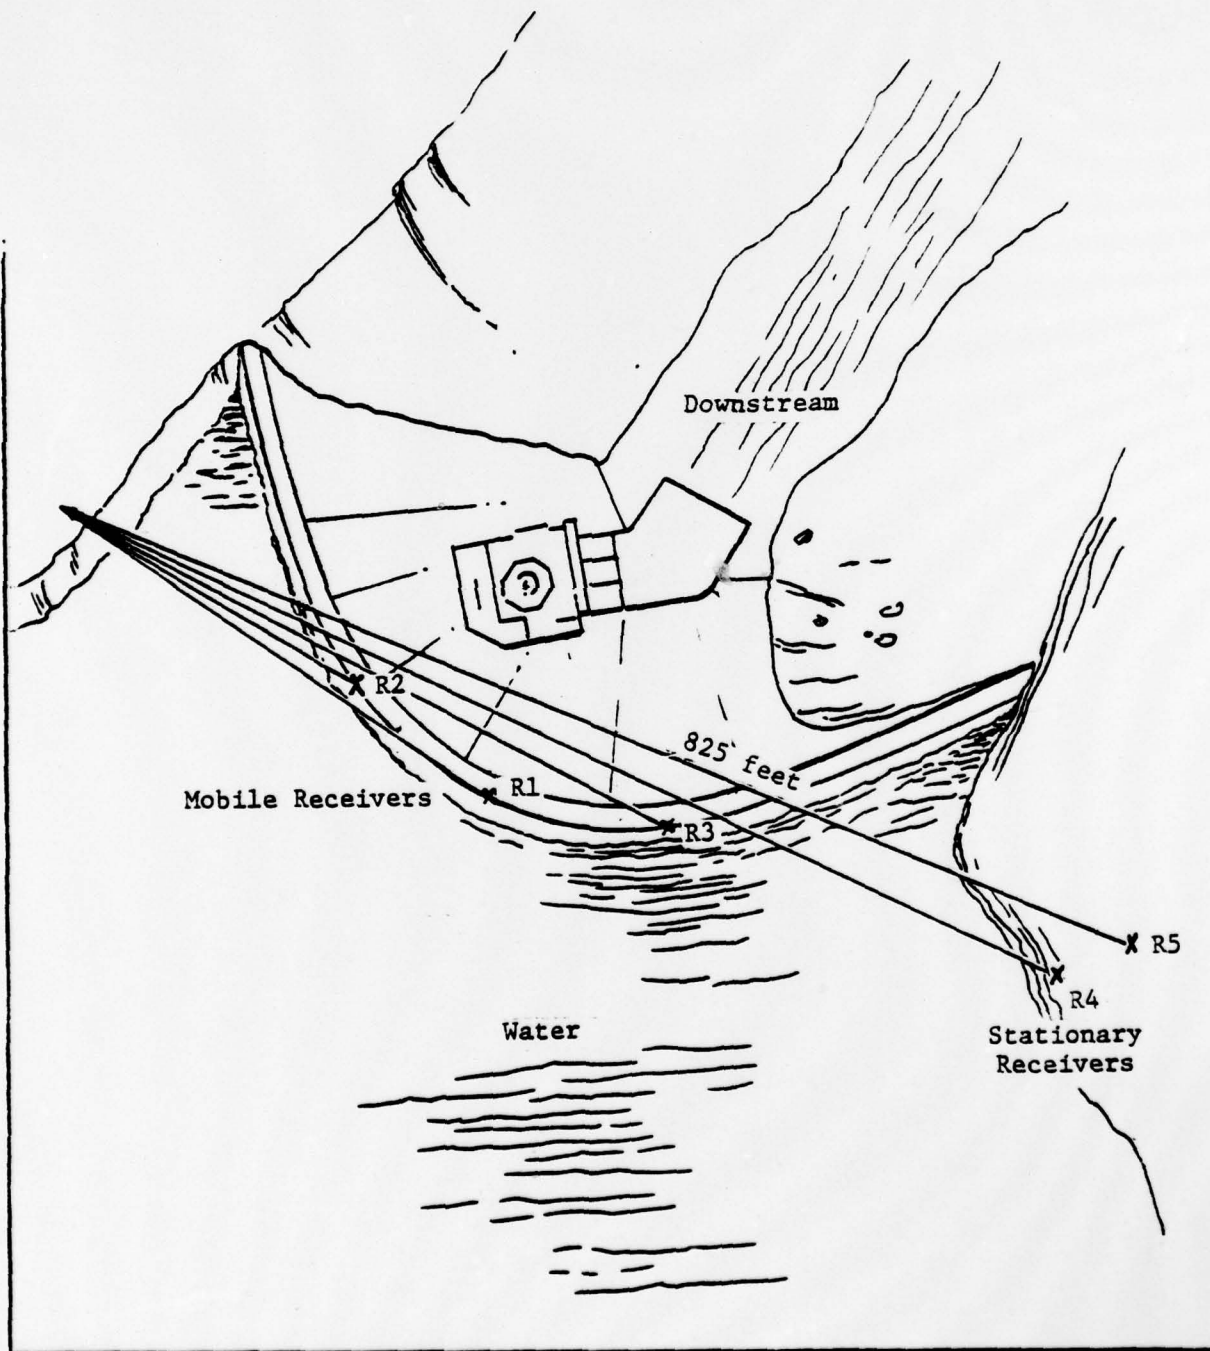 Downstream
R2
825 feet
Mobile Receivers
R1
R3
R5
R4
Water
Stationary
Receivers